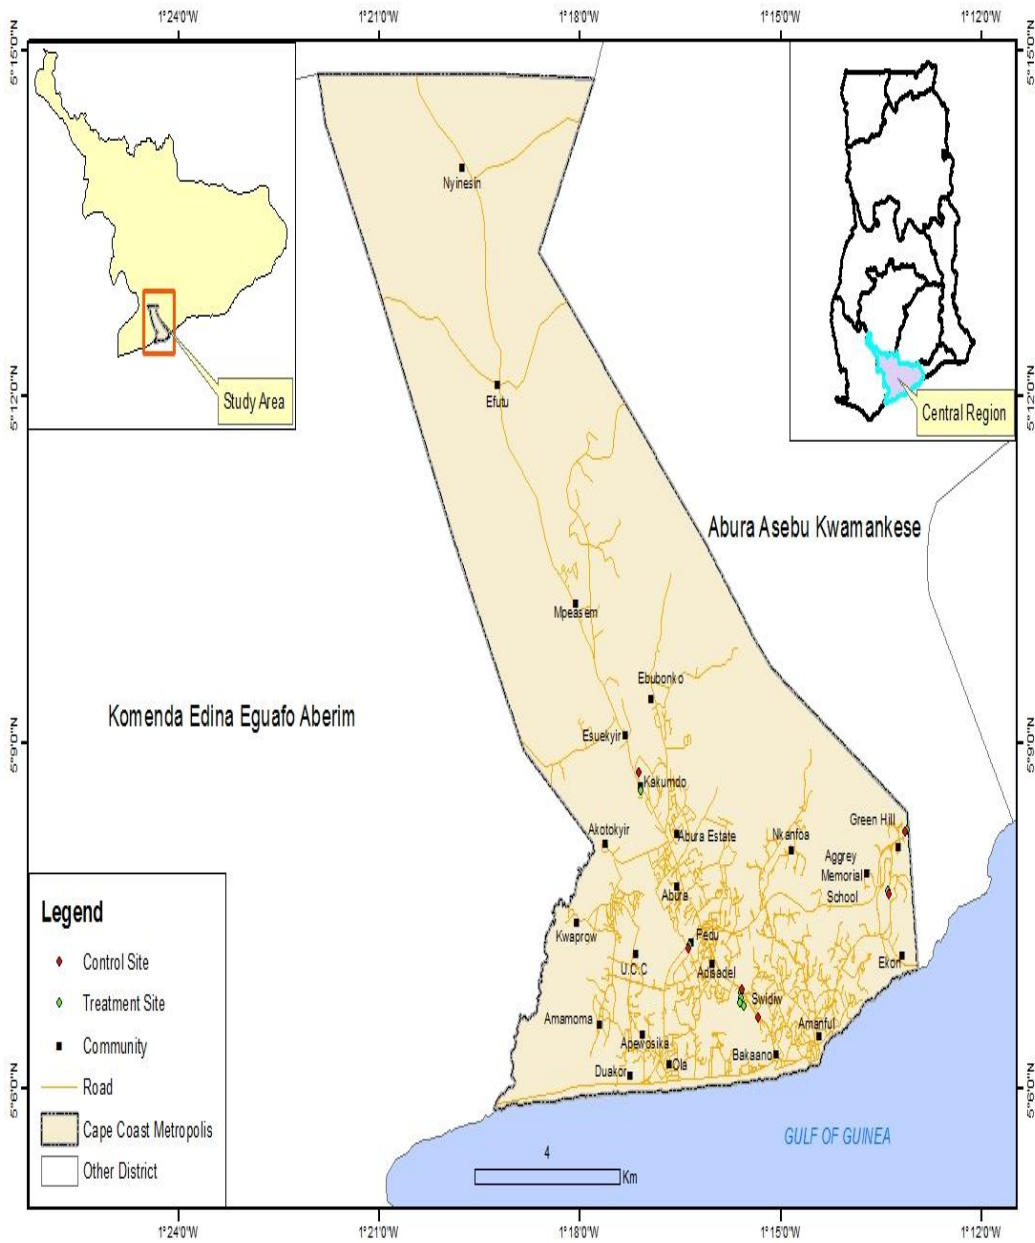 1°24'0"W
1°21'0"W
1°18'0"W
1°15'0"W
1°12'0"W
5°15'0"N
5°15'0"N
Nyinesin
Study Area
Central Region
5°12'0"N
5°12'0"N
Efutu
Abura Asebu Kwamankese
Mpeasem
Ebubonko
Komenda Edina Eguafo Aberim
Esuekyir
5°9'0"N
5°9'0"N
Kakumdo
Green Hill
Akotokyir
Abura Estate
Nkanfoa
Aggrey
Memorial
School
Abura
Kwaprow
Pedu
U.C.C
Adisadel
Ekon
Swidiw
Amamoma
Apewosika
Amanful
Bakaano
Ola
Duakor
5°6'0"N
5°6'0"N
GULF OF GUINEA
4
Km
Legend
Control Site
Treatment Site
Community
Road
Cape Coast Metropolis
Other District
1°24'0"W
1°21'0"W
1°18'0"W
1°15'0"W
1°12'0"W